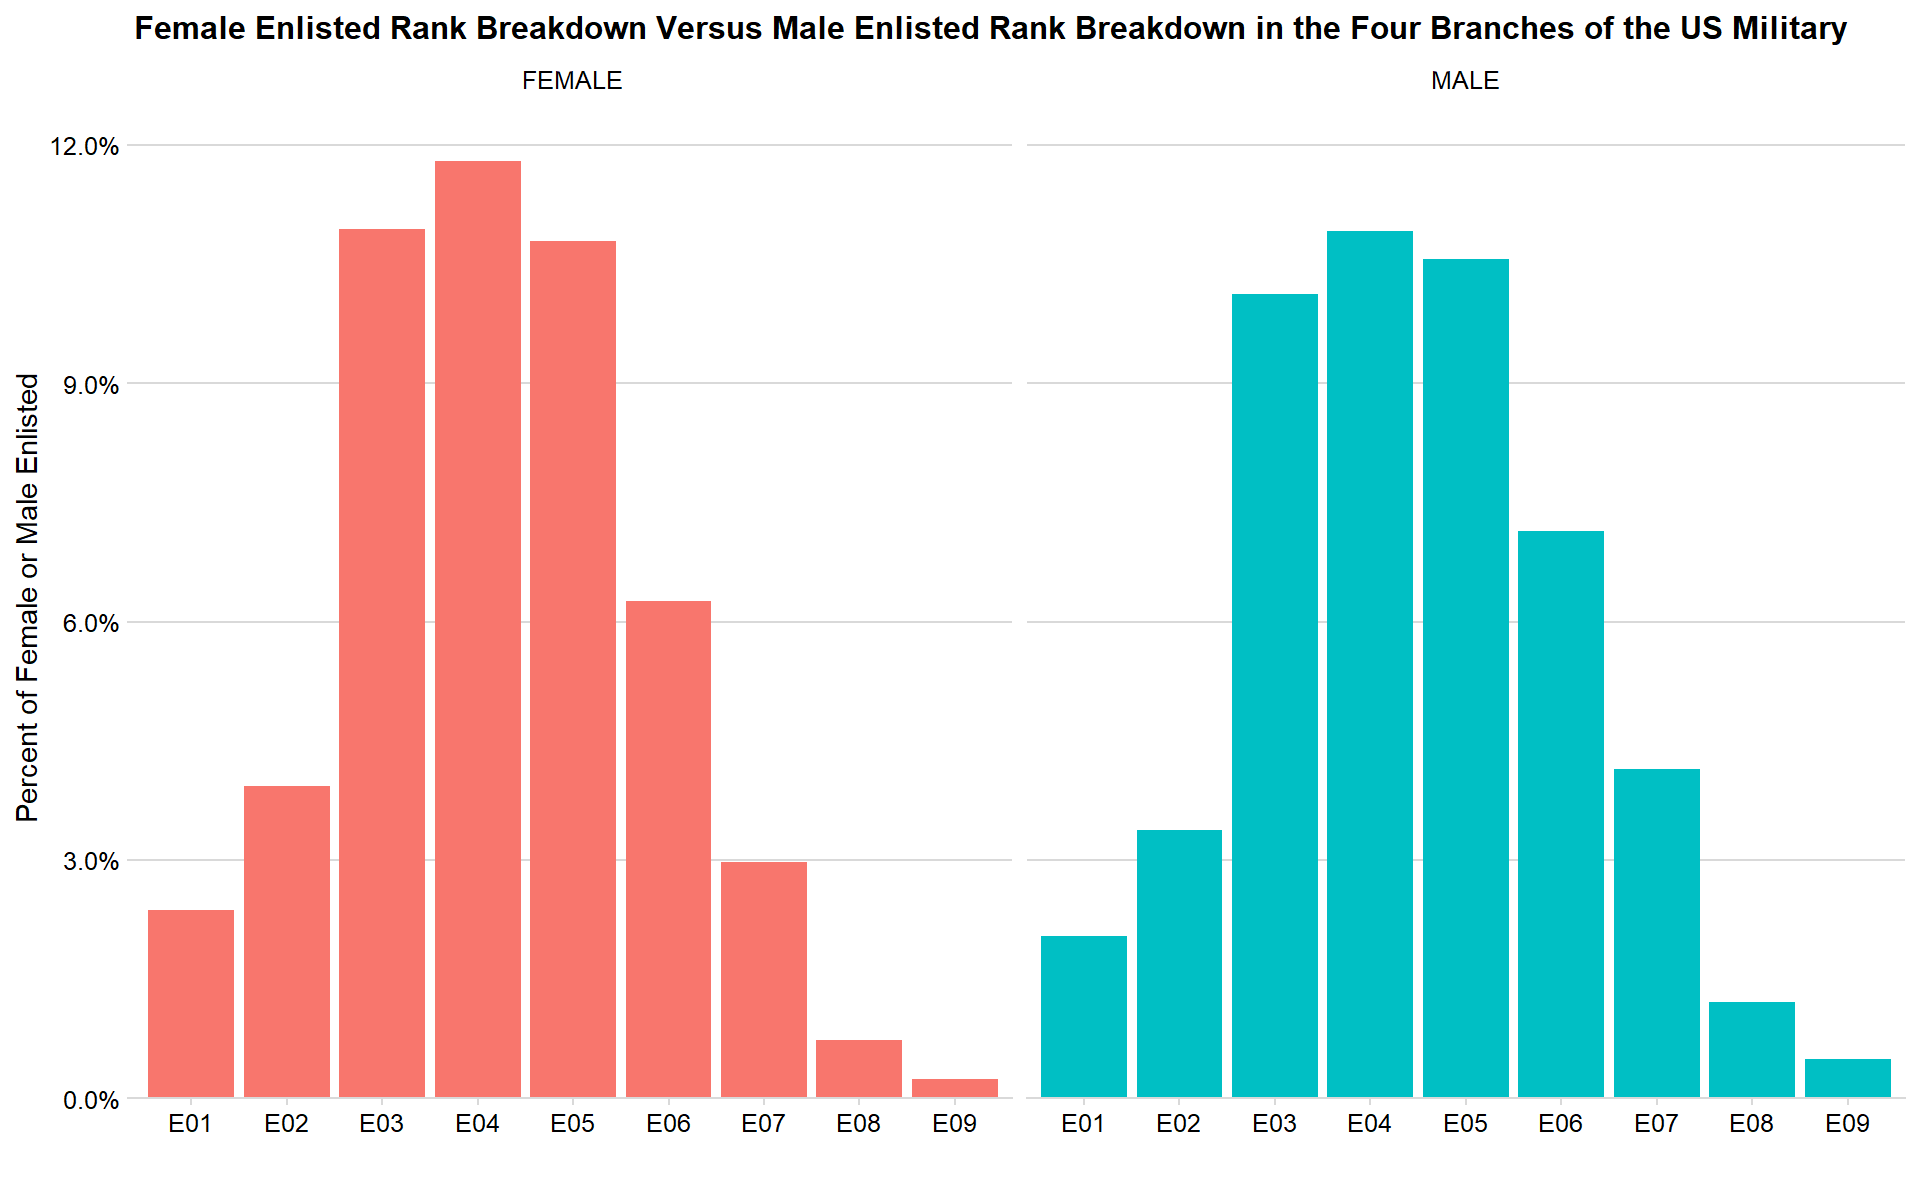 Female Enlisted Rank Breakdown Versus Male Enlisted Rank Breakdown in the Four Branches of the US Military
FEMALE
MALE
12.0%
9.0%
6.0%
3.0%
0.0%
Percent of Female or Male Enlisted
E01 E02 E03 E04 E05 E06 E07 E08 E09
E01 E02 E03 E04 E05 E06 E07 E08 E09